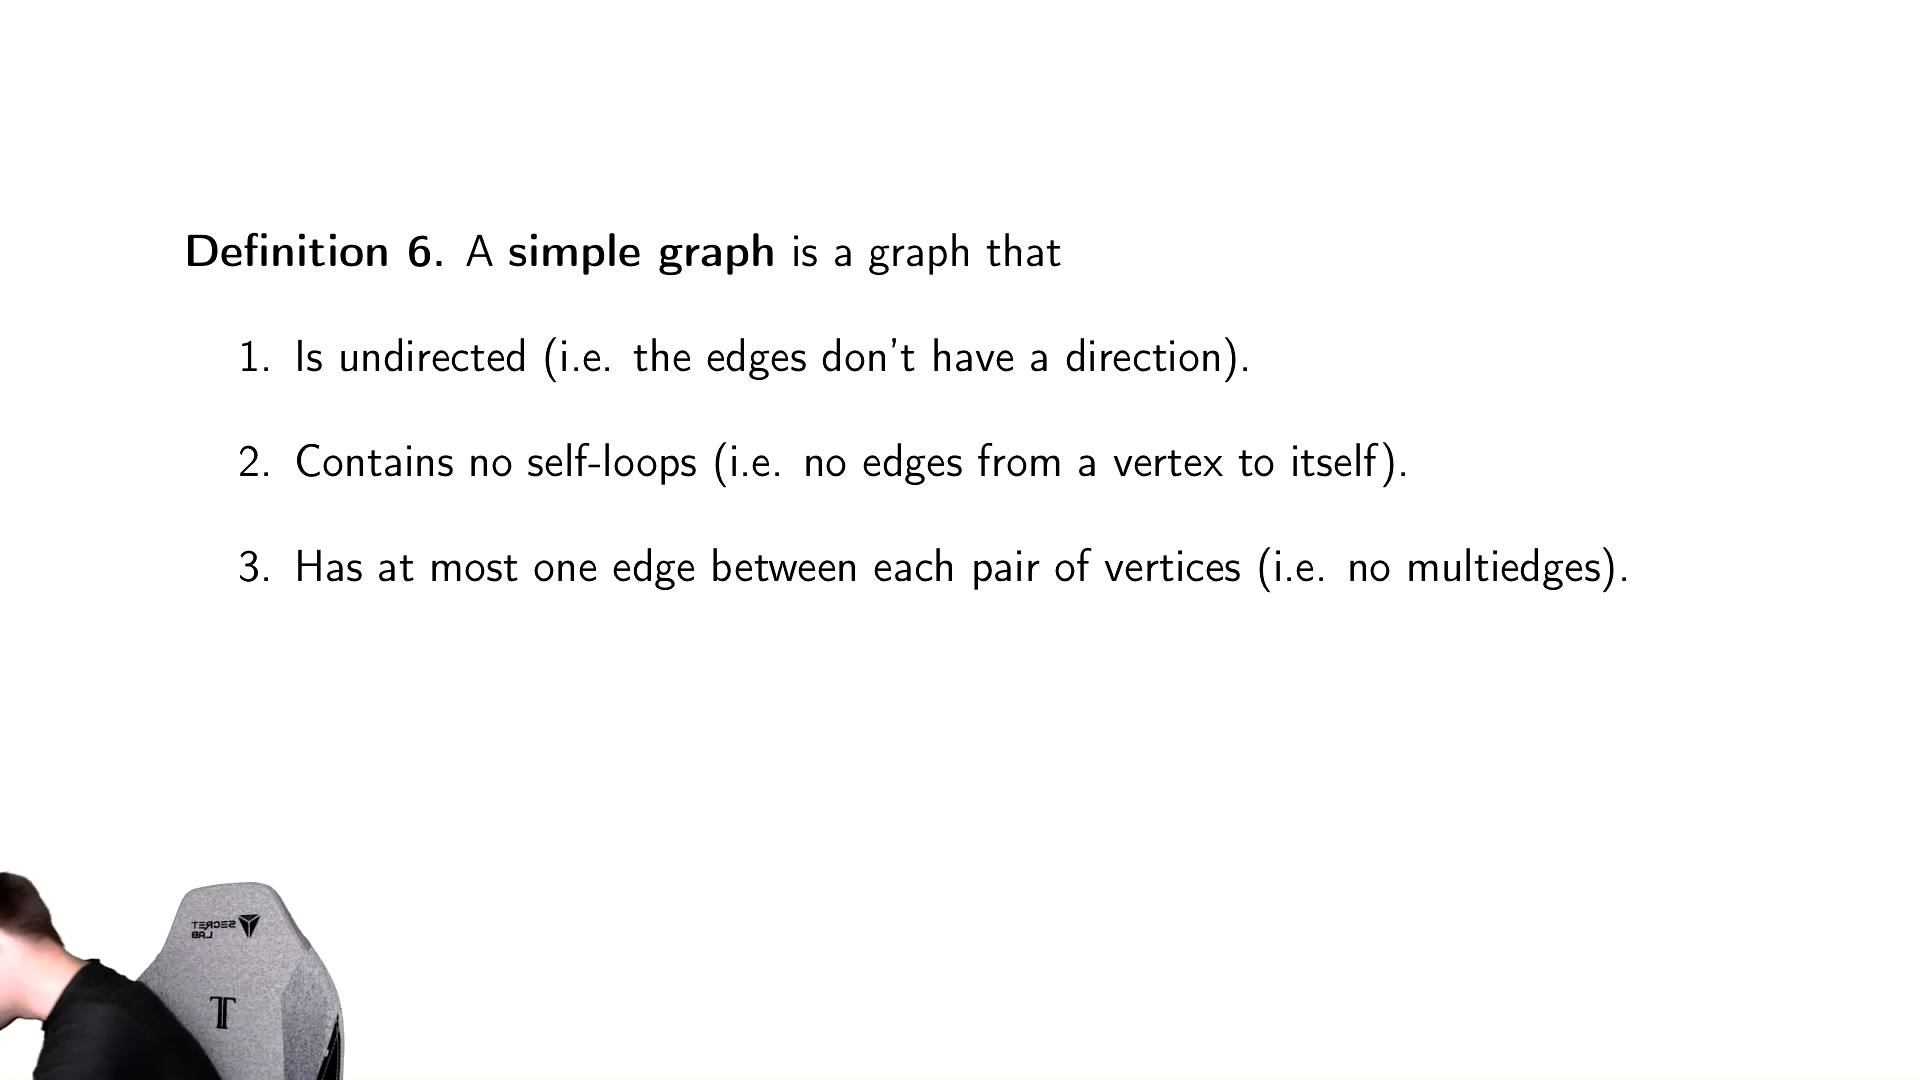 Definition 6. A simple graph is a graph that
1. Is undirected (i.e. the edges don't have a direction).
2. Contains no self-loops (i.e. no edges from a vertex to itself).
3. Has at most one edge between each pair of vertices (i.e. no multiedges).
SECRET
LAB
T